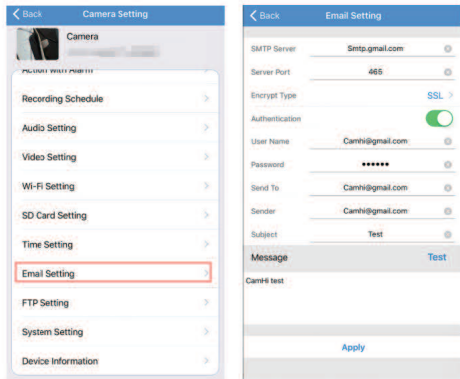 Back Camera Setting
Camera
Action with Alarm
Recording Schedule
Audio Setting
Video Setting
Wi-Fi Setting
SD Card Setting
Time Setting
Email Setting
FTP Setting
System Setting
Device Information
Back Email Setting
SMTP Server Smtp.gmail.com
Server Port 465
Encrypt Type SSL
Authentication
User Name Camhi@gmail.com
Password ••••••
Send To Camhi@gmail.com
Sender Camhi@gmail.com
Subject Test
Message Test
CamHi test
Apply